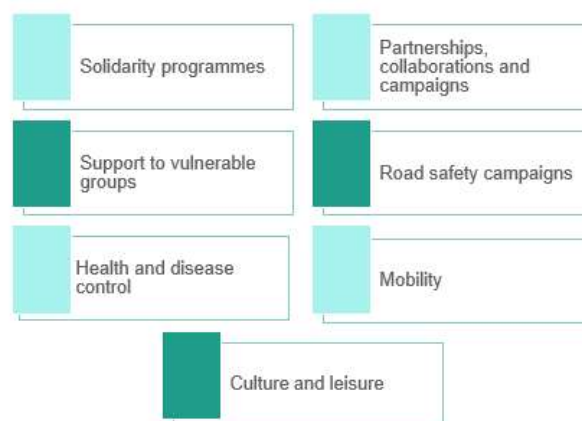 Solidarity programmes
Partnerships,
collaborations and
campaigns
Support to vulnerable
groups
Road safety campaigns
Health and disease
control
Mobility
Culture and leisure